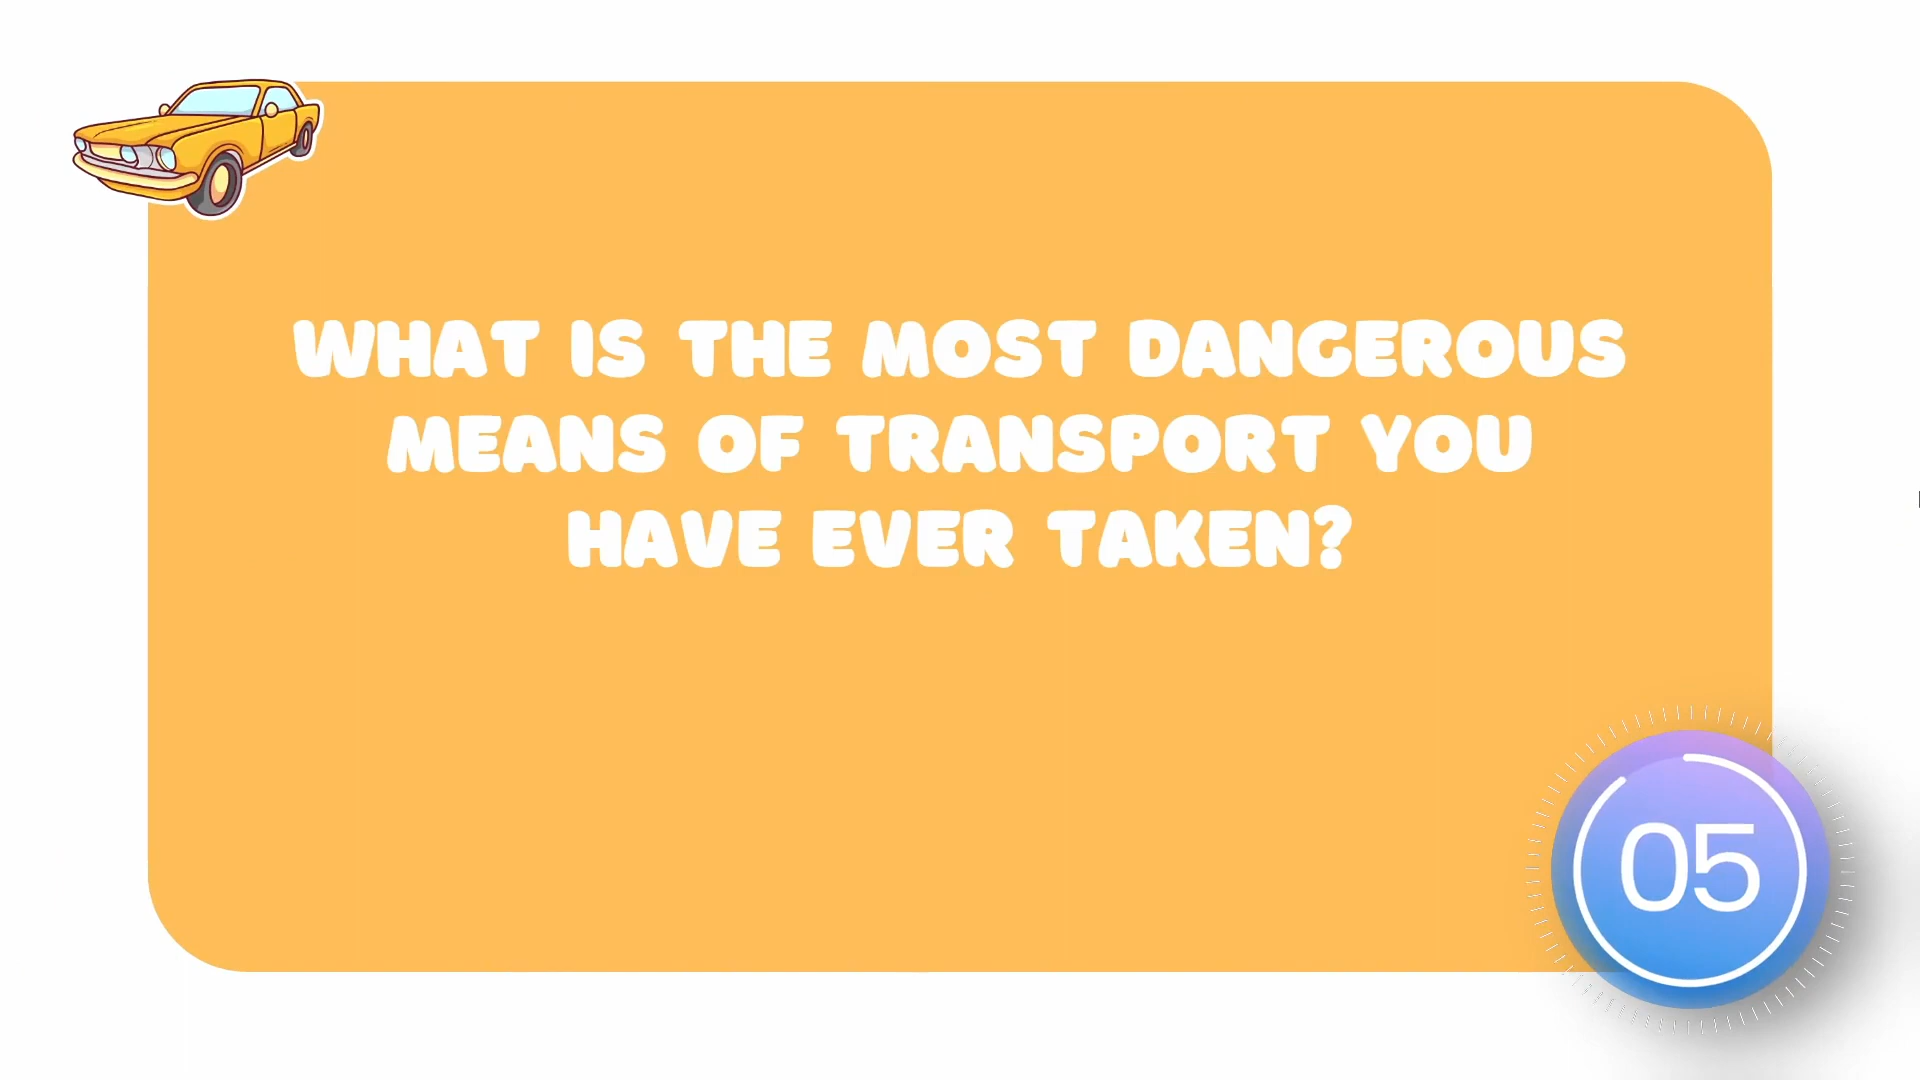 WHAT IS THE MOST DANGEROUS
MEANS OF TRANSPORT YOU
HAVE EVER TAKEN?
05